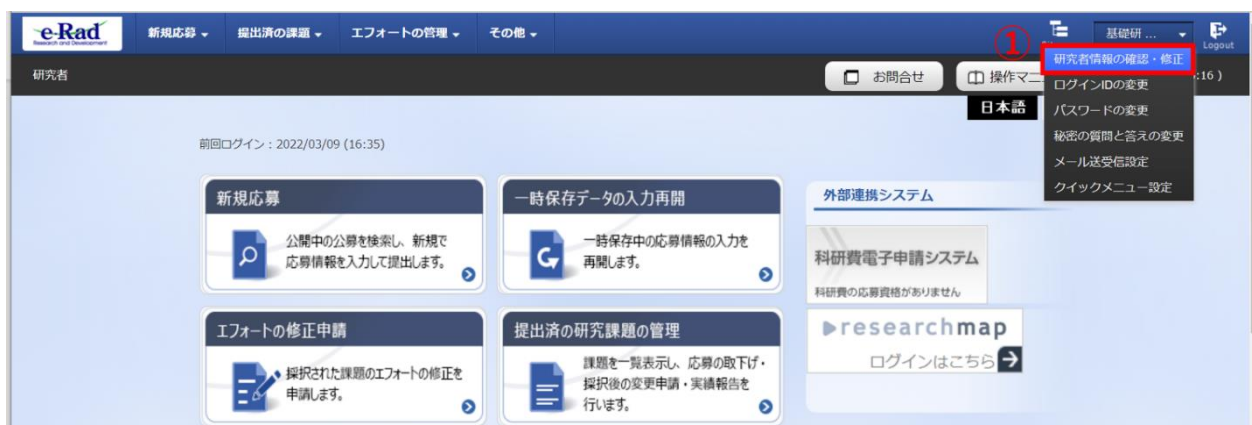 e-Rad
Research and Development
新規応募
提出済の課題
エフォートの管理
その他
①
基礎研 ...
Logout
研究者
お問合せ
操作マニ
:16 )
日本語
研究者情報の確認・修正
ログインIDの変更
パスワードの変更
秘密の質問と答えの変更
メール送受信設定
クイックメニュー設定
前回ログイン：2022/03/09 (16:35)
新規応募
公開中の公募を検索し、新規で
応募情報を入力して提出します。
一時保存データの入力再開
一時保存中の応募情報の入力を
再開します。
外部連携システム
科研費電子申請システム
科研費の応募資格がありません
エフォートの修正申請
採択された課題のエフォートの修正を
申請します。
提出済の研究課題の管理
課題を一覧表示し、応募の取下げ・
採択後の変更申請・実績報告を
行います。
researchmap
ログインはこちら